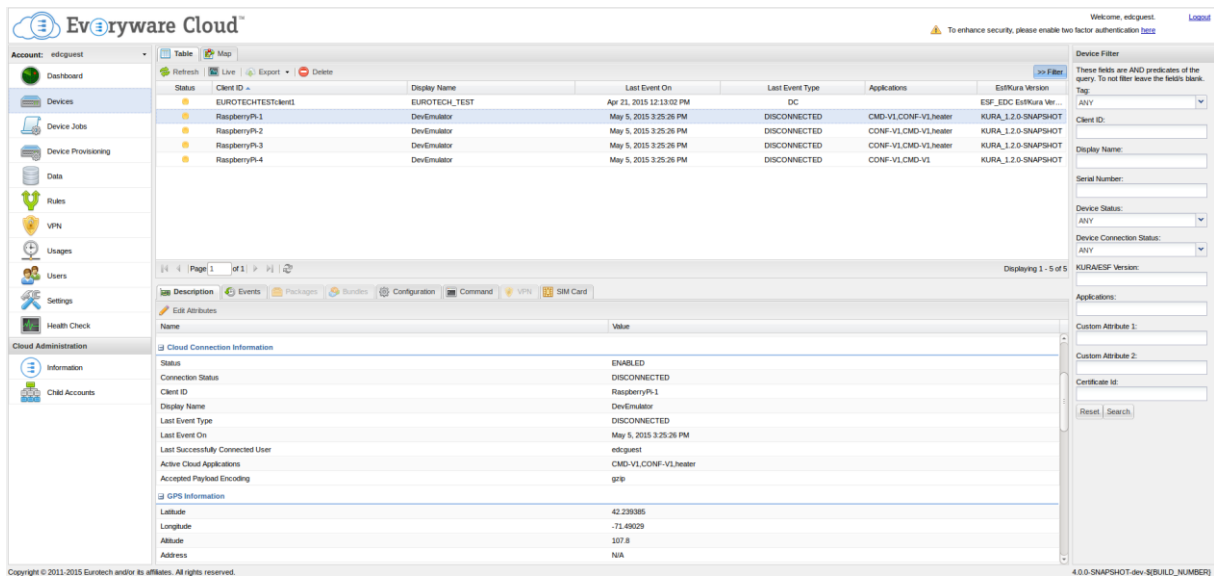 Everyware Cloud™
Welcome, edcguest. Logout
To enhance security, please enable two factor authentication here
Account: edcguest
Dashboard
Devices
Device Jobs
Device Provisioning
Data
Rules
VPN
Usages
Users
Settings
Health Check
Cloud Administration
Information
Child Accounts
Table Map
Refresh Live Export Delete >> Filter
Status Client ID Display Name Last Event On Last Event Type Applications Esf/Kura Version
EUROTECHTESTclient1 EUROTECH_TEST Apr 21, 2015 12:13:02 PM DC ESF_EDC Esf/Kura Ver...
RaspberryPi-1 DevEmulator May 5, 2015 3:25:26 PM DISCONNECTED CMD-V1,CONF-V1,heater KURA_1.2.0-SNAPSHOT
RaspberryPi-2 DevEmulator May 5, 2015 3:25:26 PM DISCONNECTED CONF-V1,CMD-V1,heater KURA_1.2.0-SNAPSHOT
RaspberryPi-3 DevEmulator May 5, 2015 3:25:26 PM DISCONNECTED CONF-V1,CMD-V1,heater KURA_1.2.0-SNAPSHOT
RaspberryPi-4 DevEmulator May 5, 2015 3:25:26 PM DISCONNECTED CONF-V1,CMD-V1 KURA_1.2.0-SNAPSHOT
Page 1 of 1 Displaying 1 - 5 of 5
Description Events Packages Bundles Configuration Command VPN SIM Card
Edit Attributes
Name Value
Cloud Connection Information
Status ENABLED
Connection Status DISCONNECTED
Client ID RaspberryPi-1
Display Name DevEmulator
Last Event Type DISCONNECTED
Last Event On May 5, 2015 3:25:26 PM
Last Successfully Connected User edcguest
Active Cloud Applications CMD-V1,CONF-V1,heater
Accepted Payload Encoding gzip
GPS Information
Latitude 42.239385
Longitude -71.49029
Altitude 107.8
Address N/A
Device Filter
These fields are AND predicates of the
query. To not filter leave the field/s blank.
Tag:
ANY
Client ID:
Display Name:
Serial Number:
Device Status:
ANY
Device Connection Status:
ANY
KURA/ESF Version:
Applications:
Custom Attribute 1:
Custom Attribute 2:
Certificate Id:
Reset Search
Copyright © 2011-2015 Eurotech and/or its affiliates. All rights reserved. 4.0.0-SNAPSHOT-dev-${BUILD_NUMBER}